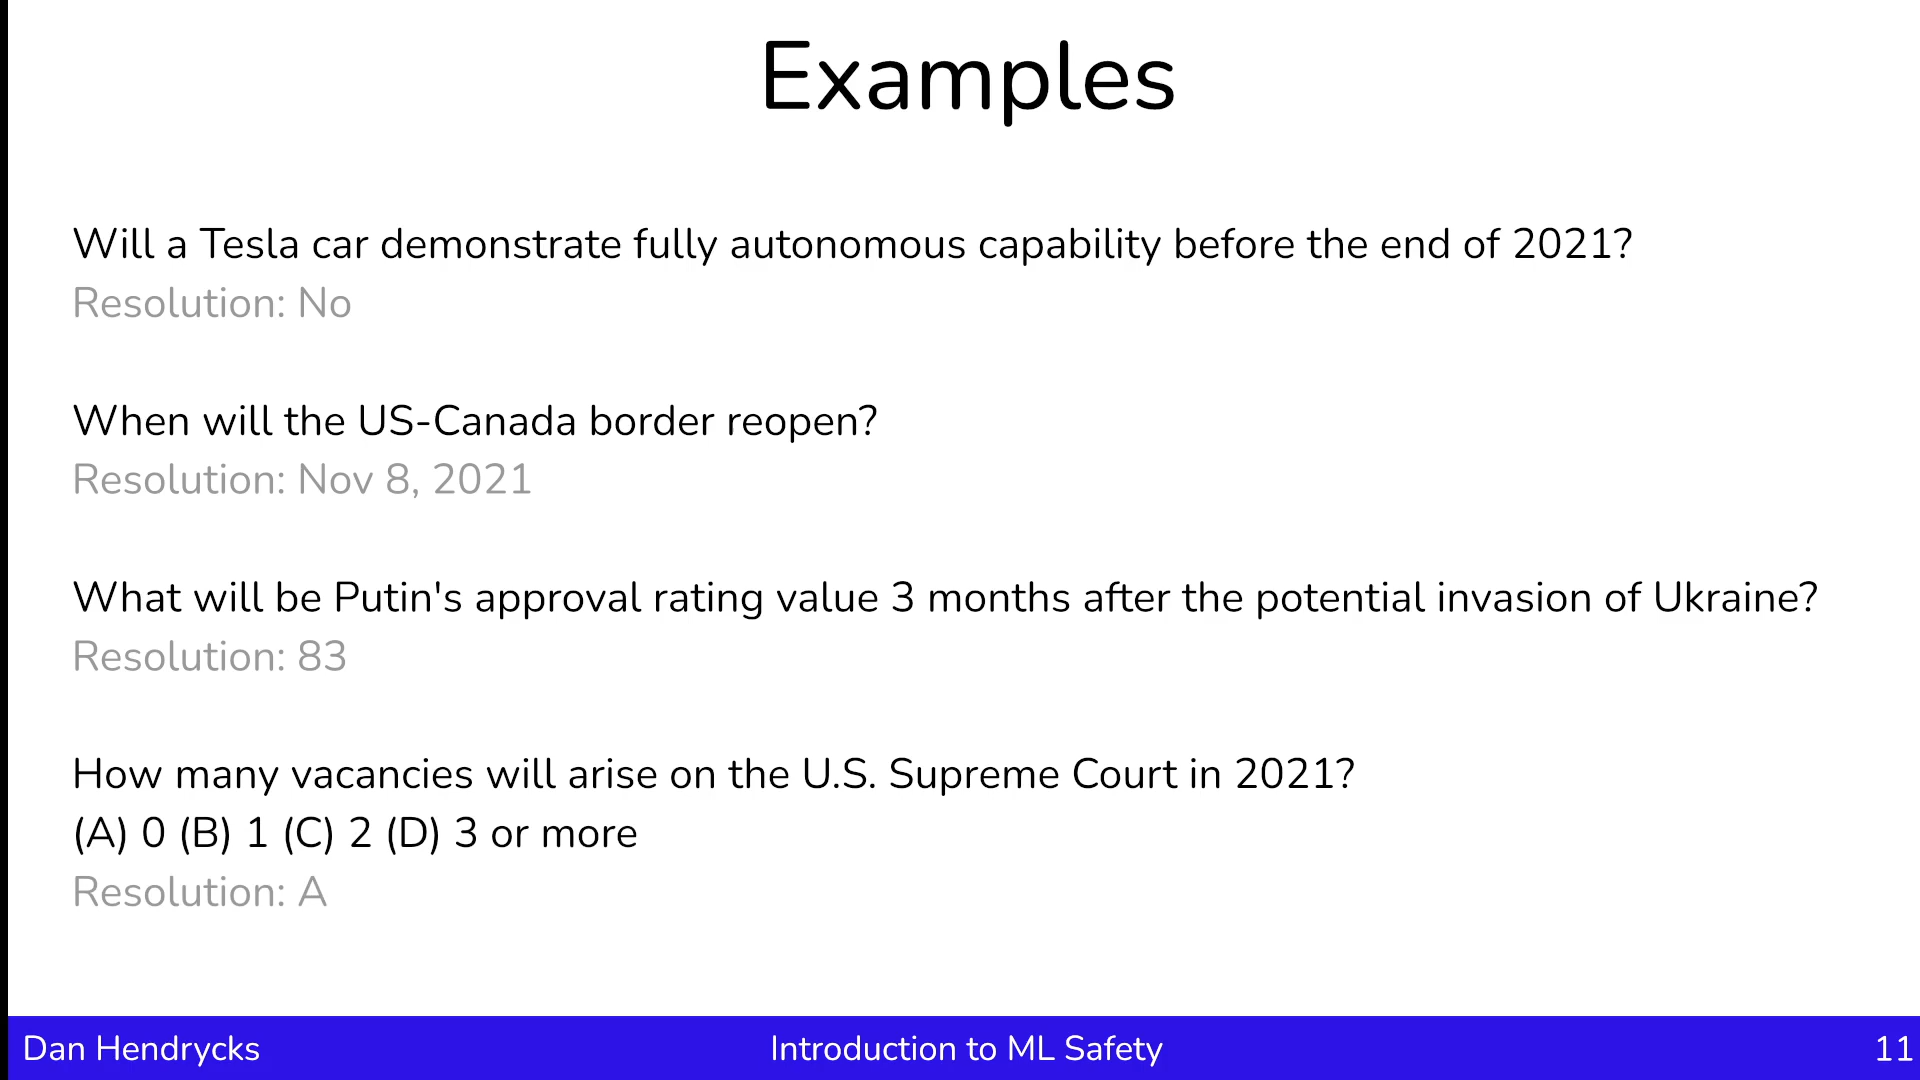 Examples
Will a Tesla car demonstrate fully autonomous capability before the end of 2021?
Resolution: No
When will the US-Canada border reopen?
Resolution: Nov 8, 2021
What will be Putin's approval rating value 3 months after the potential invasion of Ukraine?
Resolution: 83
How many vacancies will arise on the U.S. Supreme Court in 2021?
(A) 0 (B) 1 (C) 2 (D) 3 or more
Resolution: A
Dan Hendrycks
Introduction to ML Safety
11